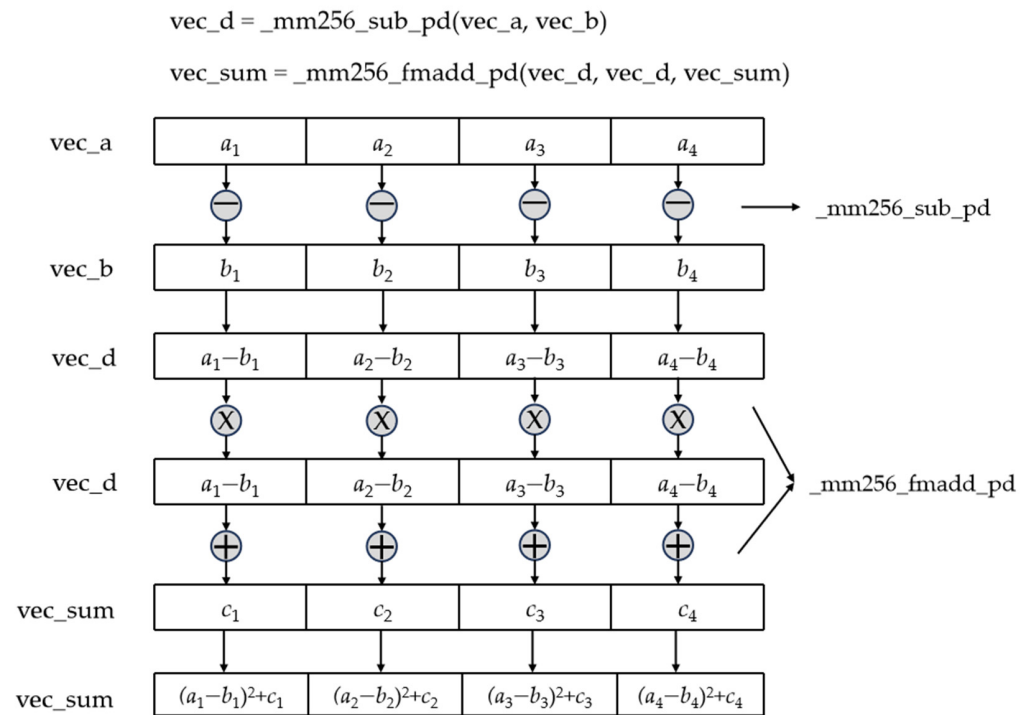 vec_d = _mm256_sub_pd(vec_a, vec_b)
vec_sum = _mm256_fmadd_pd(vec_d, vec_d, vec_sum)
vec_a a₁ a₂ a₃ a₄
− − − − _mm256_sub_pd
vec_b b₁ b₂ b₃ b₄
vec_d a₁−b₁ a₂−b₂ a₃−b₃ a₄−b₄
X X X X
vec_d a₁−b₁ a₂−b₂ a₃−b₃ a₄−b₄ _mm256_fmadd_pd
+ + + +
vec_sum c₁ c₂ c₃ c₄
vec_sum (a₁−b₁)²+c₁ (a₂−b₂)²+c₂ (a₃−b₃)²+c₃ (a₄−b₄)²+c₄